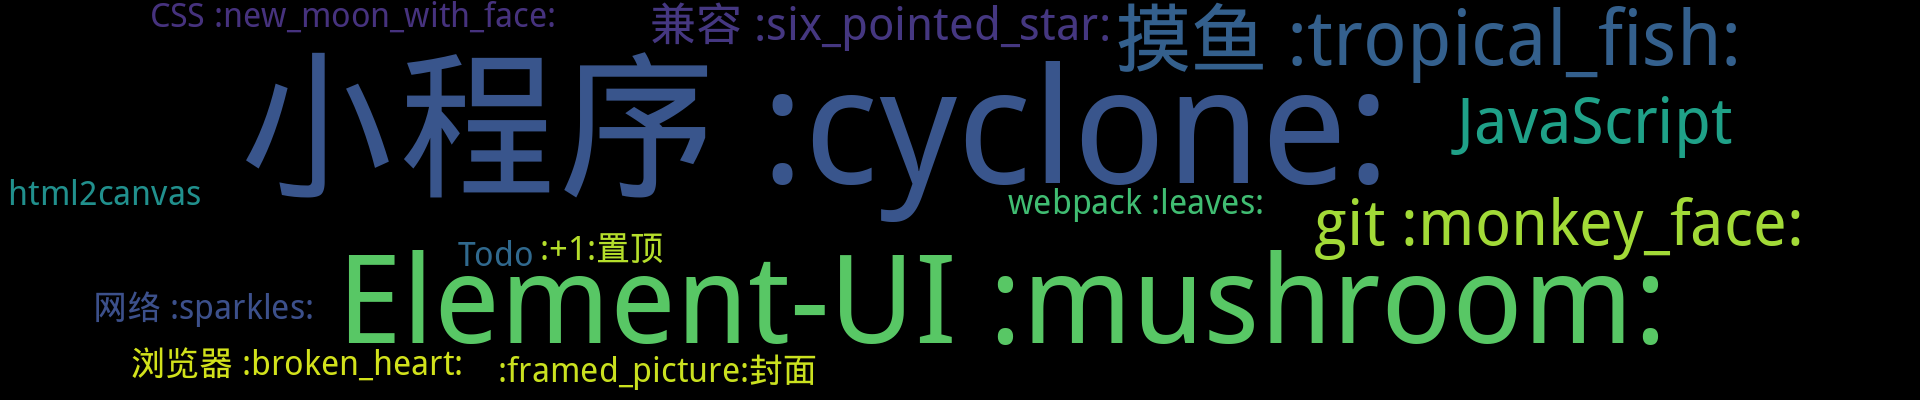 CSS :new_moon_with_face:
兼容 :six_pointed_star:
摸鱼 :tropical_fish:
小程序 :cyclone:
JavaScript
html2canvas
webpack :leaves:
git :monkey_face:
Todo
:+1:置顶
Element-UI :mushroom:
网络 :sparkles:
浏览器 :broken_heart:
:framed_picture:封面